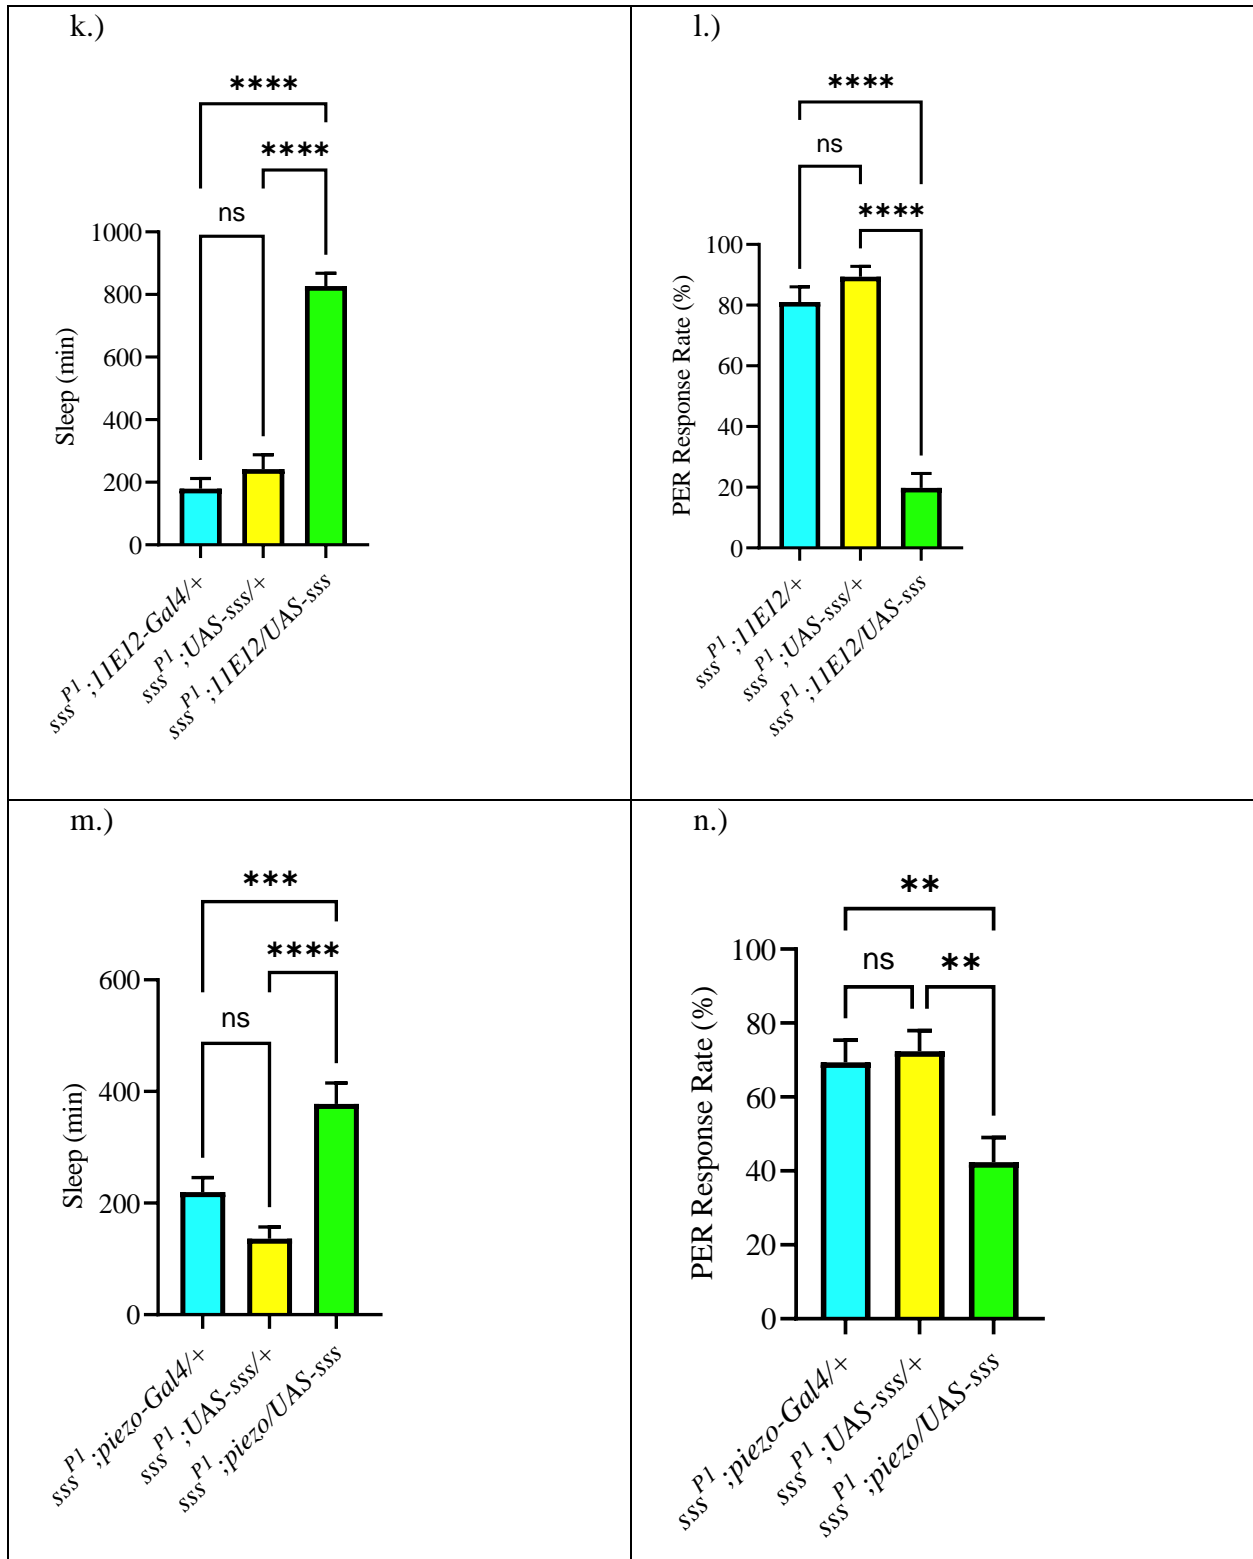 k.)
****
****
ns
1000
800
600
400
200
0
Sleep (min)
sss^P1;11E12-Gal4/+
sss^P1;UAS-sss/+
sss^P1;11E12/UAS-sss
l.)
****
ns
****
100
80
60
40
20
0
PER Response Rate (%)
sss^P1;11E12/+
sss^P1;UAS-sss/+
sss^P1;11E12/UAS-sss
m.)
***
****
ns
600
400
200
0
Sleep (min)
sss^P1;piezo-Gal4/+
sss^P1;UAS-sss/+
sss^P1;piezo/UAS-sss
n.)
**
ns
**
100
80
60
40
20
0
PER Response Rate (%)
sss^P1;piezo-Gal4/+
sss^P1;UAS-sss/+
sss^P1;piezo/UAS-sss